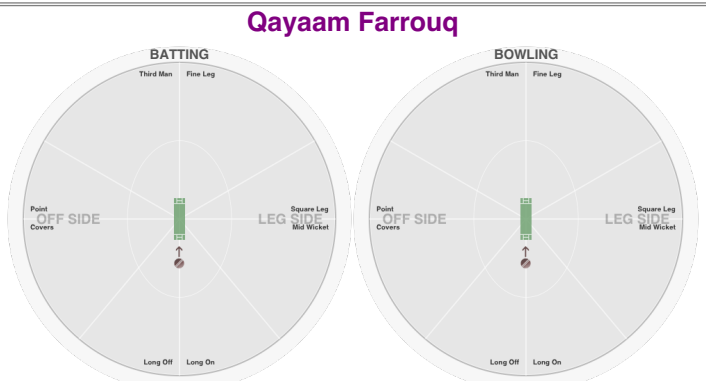 Qayaam Farrouq
BATTING
Third Man Fine Leg
Point
OFF SIDE
Covers
Square Leg
LEG SIDE
Mid Wicket
Long Off Long On
BOWLING
Third Man Fine Leg
Point
OFF SIDE
Covers
Square Leg
LEG SIDE
Mid Wicket
Long Off Long On